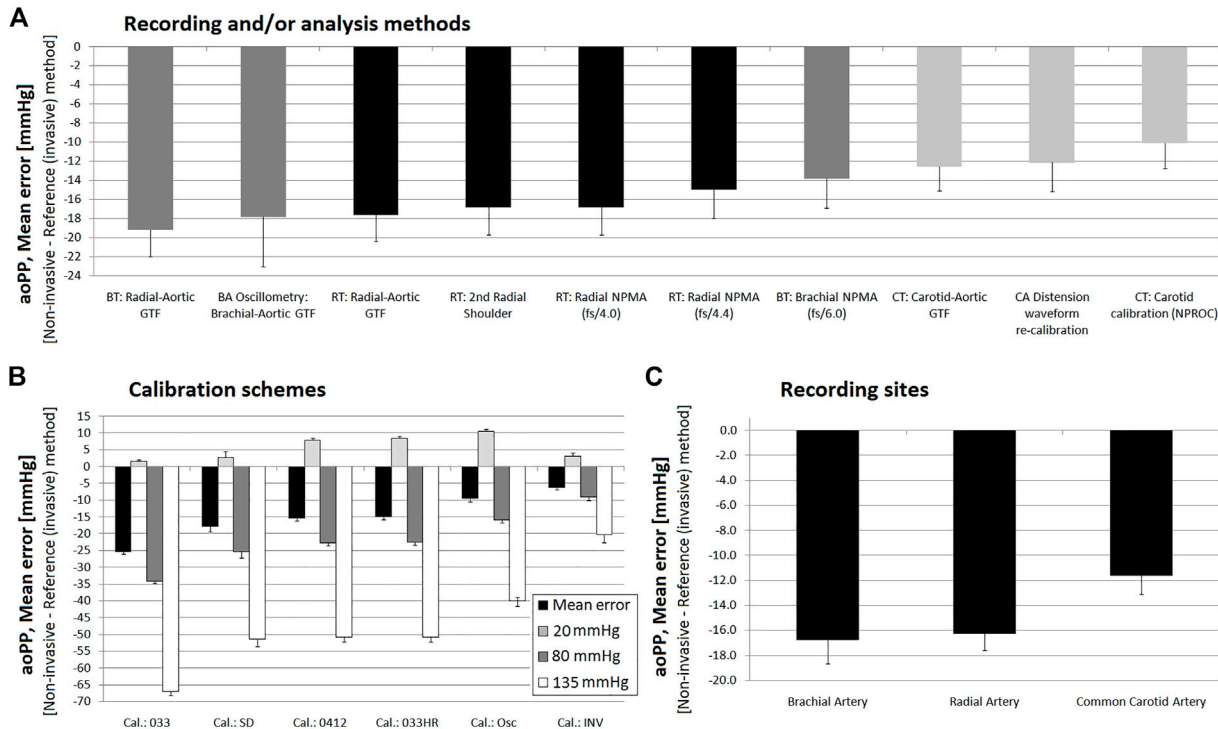 A
Recording and/or analysis methods
aoPP, Mean error [mmHg]
[Non-invasive - Reference (invasive) method]
0
-2
-4
-6
-8
-10
-12
-14
-16
-18
-20
-22
-24
BT: Radial-Aortic
GTF
BA Oscillometry:
Brachial-Aortic GTF
RT: Radial-Aortic
GTF
RT: 2nd Radial
Shoulder
RT: Radial NPMA
(fs/4.0)
RT: Radial NPMA
(fs/4.4)
BT: Brachial NPMA
(fs/6.0)
CT: Carotid-Aortic
GTF
CA Distension
waveform
re-calibration
CT: Carotid
calibration (NPROC)
B
Calibration schemes
aoPP, Mean error [mmHg]
[Non-invasive - Reference (invasive) method]
15
10
5
0
-5
-10
-15
-20
-25
-30
-35
-40
-45
-50
-55
-60
-65
-70
Mean error
20 mmHg
80 mmHg
135 mmHg
Cal.: 033
Cal.: SD
Cal.: 0412
Cal.: 033HR
Cal.: Osc
Cal.: INV
C
Recording sites
aoPP, Mean error [mmHg]
[Non-invasive - Reference (invasive) method]
0.0
-2.0
-4.0
-6.0
-8.0
-10.0
-12.0
-14.0
-16.0
-18.0
-20.0
Brachial Artery
Radial Artery
Common Carotid Artery